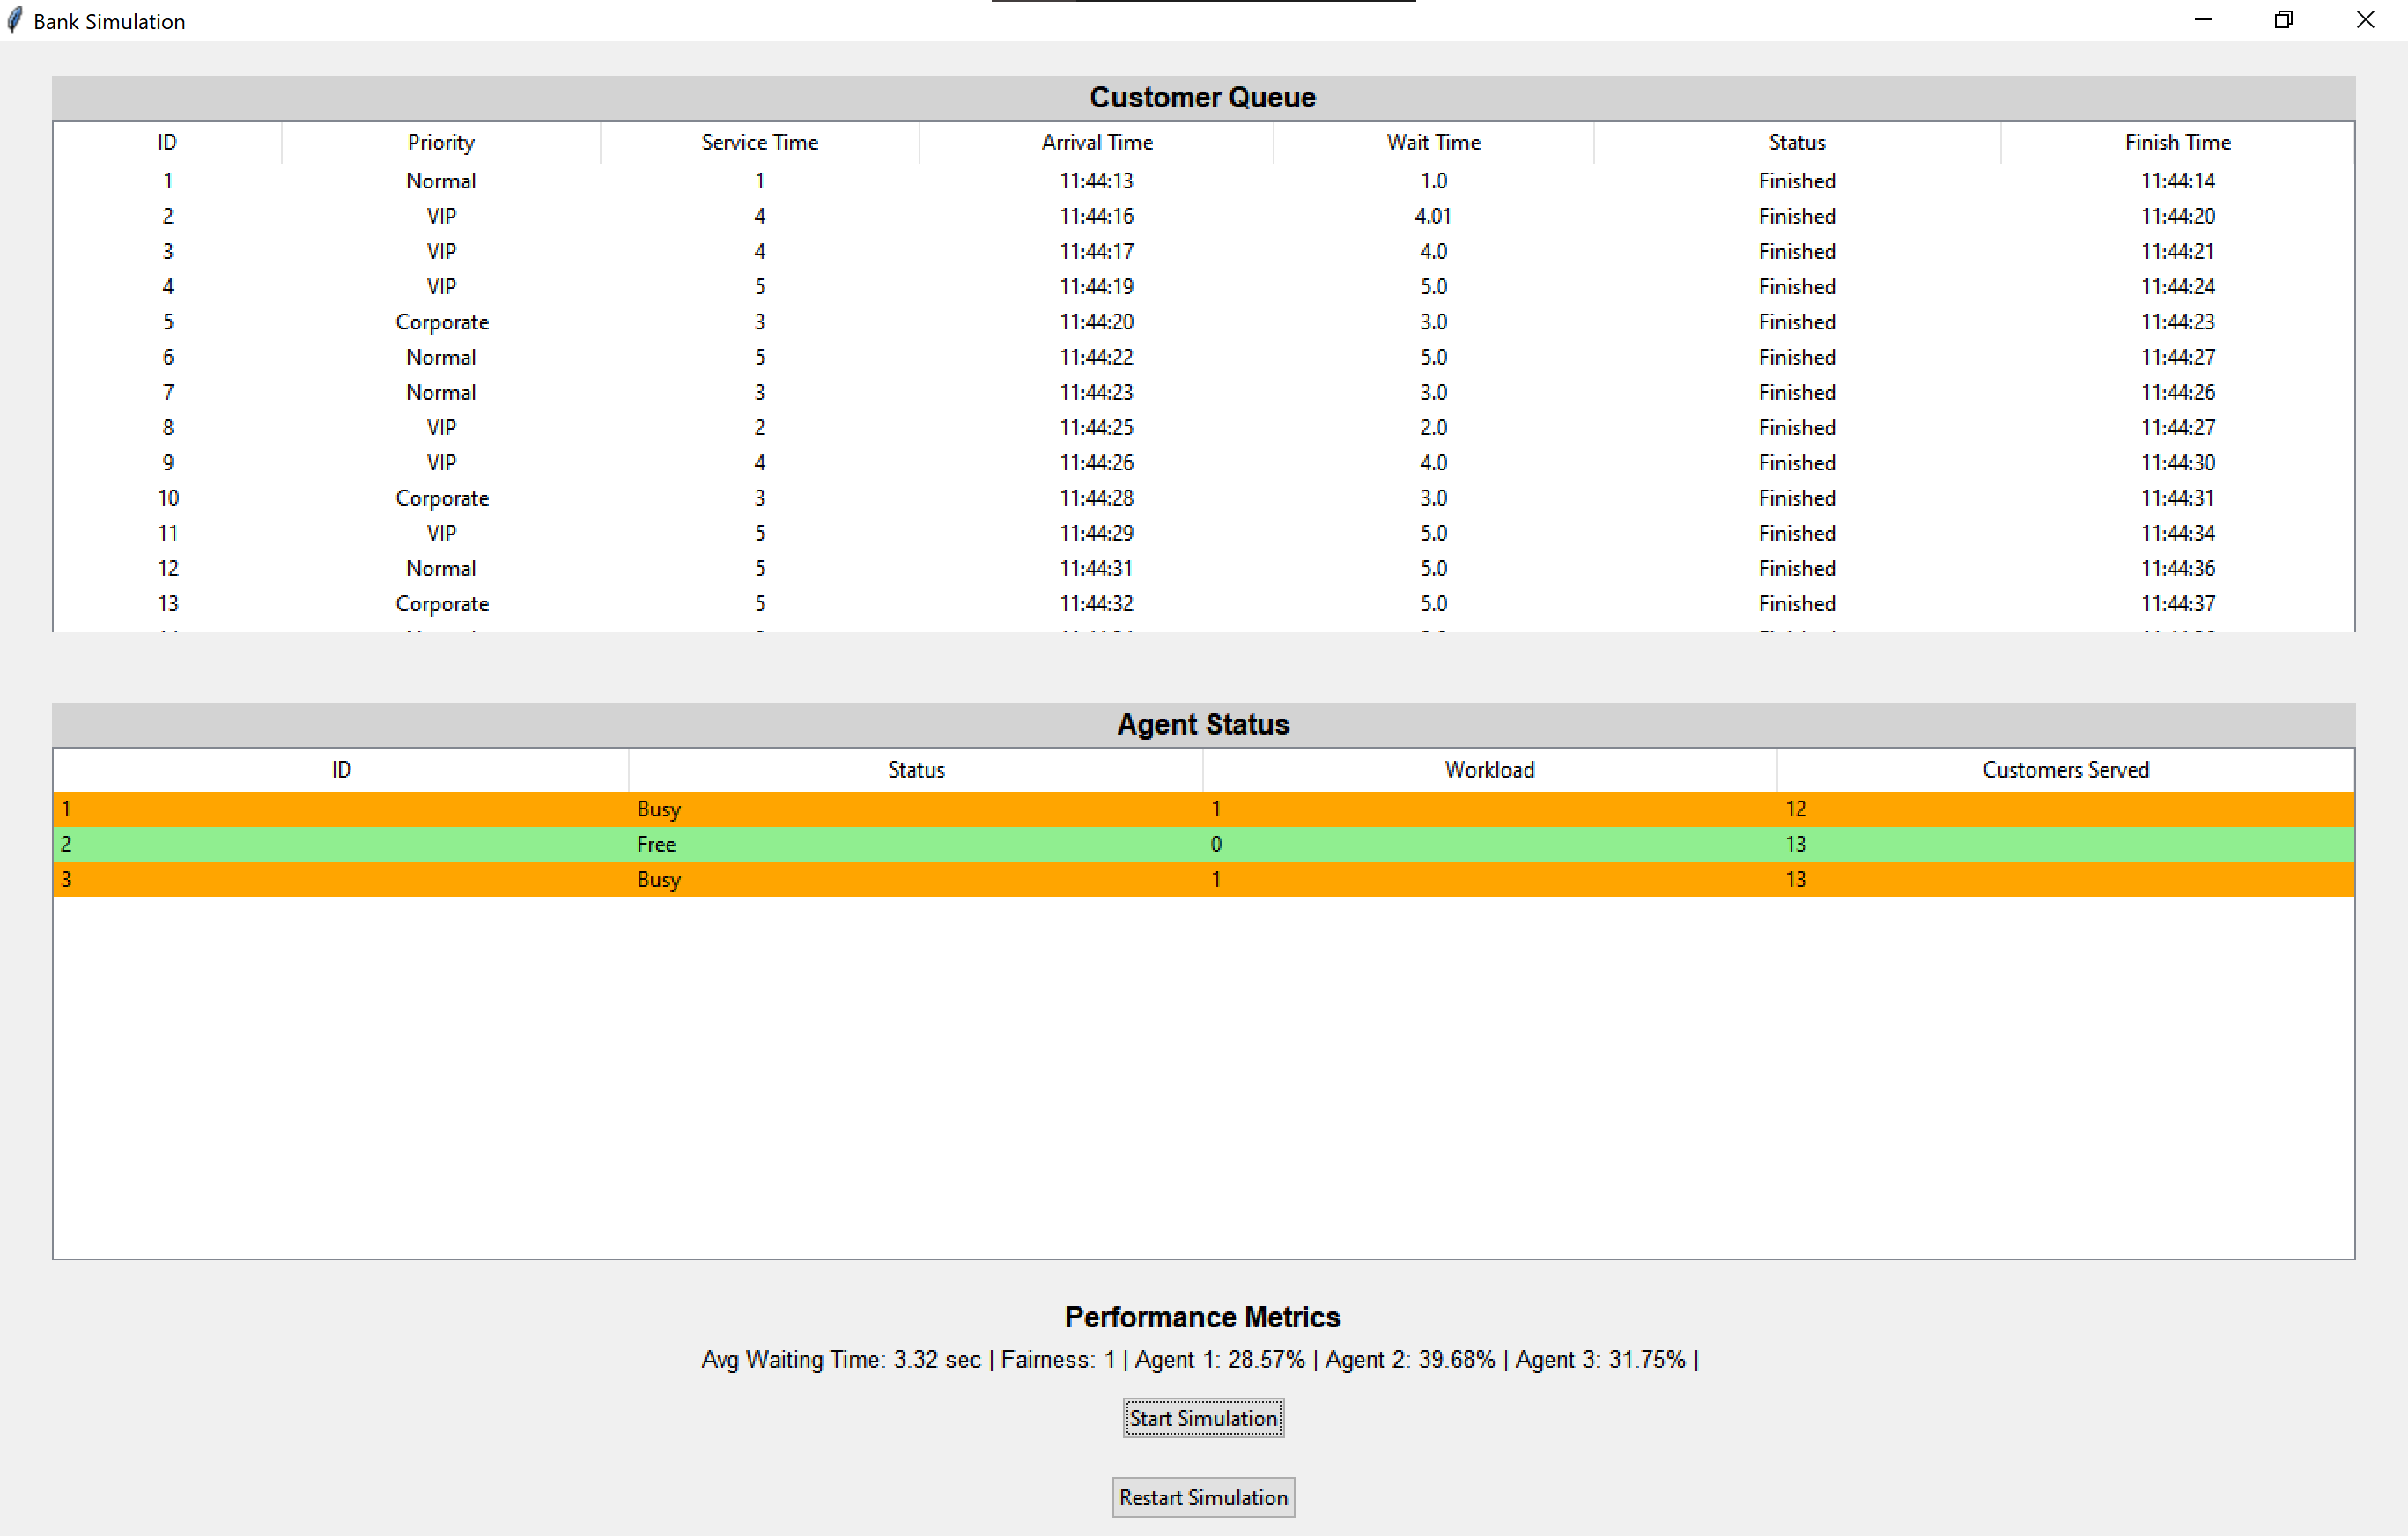 Bank Simulation
Customer Queue
ID Priority Service Time Arrival Time Wait Time Status Finish Time
1 Normal 1 11:44:13 1.0 Finished 11:44:14
2 VIP 4 11:44:16 4.01 Finished 11:44:20
3 VIP 4 11:44:17 4.0 Finished 11:44:21
4 VIP 5 11:44:19 5.0 Finished 11:44:24
5 Corporate 3 11:44:20 3.0 Finished 11:44:23
6 Normal 5 11:44:22 5.0 Finished 11:44:27
7 Normal 3 11:44:23 3.0 Finished 11:44:26
8 VIP 2 11:44:25 2.0 Finished 11:44:27
9 VIP 4 11:44:26 4.0 Finished 11:44:30
10 Corporate 3 11:44:28 3.0 Finished 11:44:31
11 VIP 5 11:44:29 5.0 Finished 11:44:34
12 Normal 5 11:44:31 5.0 Finished 11:44:36
13 Corporate 5 11:44:32 5.0 Finished 11:44:37
Agent Status
ID Status Workload Customers Served
1 Busy 1 12
2 Free 0 13
3 Busy 1 13
Performance Metrics
Avg Waiting Time: 3.32 sec | Fairness: 1 | Agent 1: 28.57% | Agent 2: 39.68% | Agent 3: 31.75% |
Start Simulation
Restart Simulation